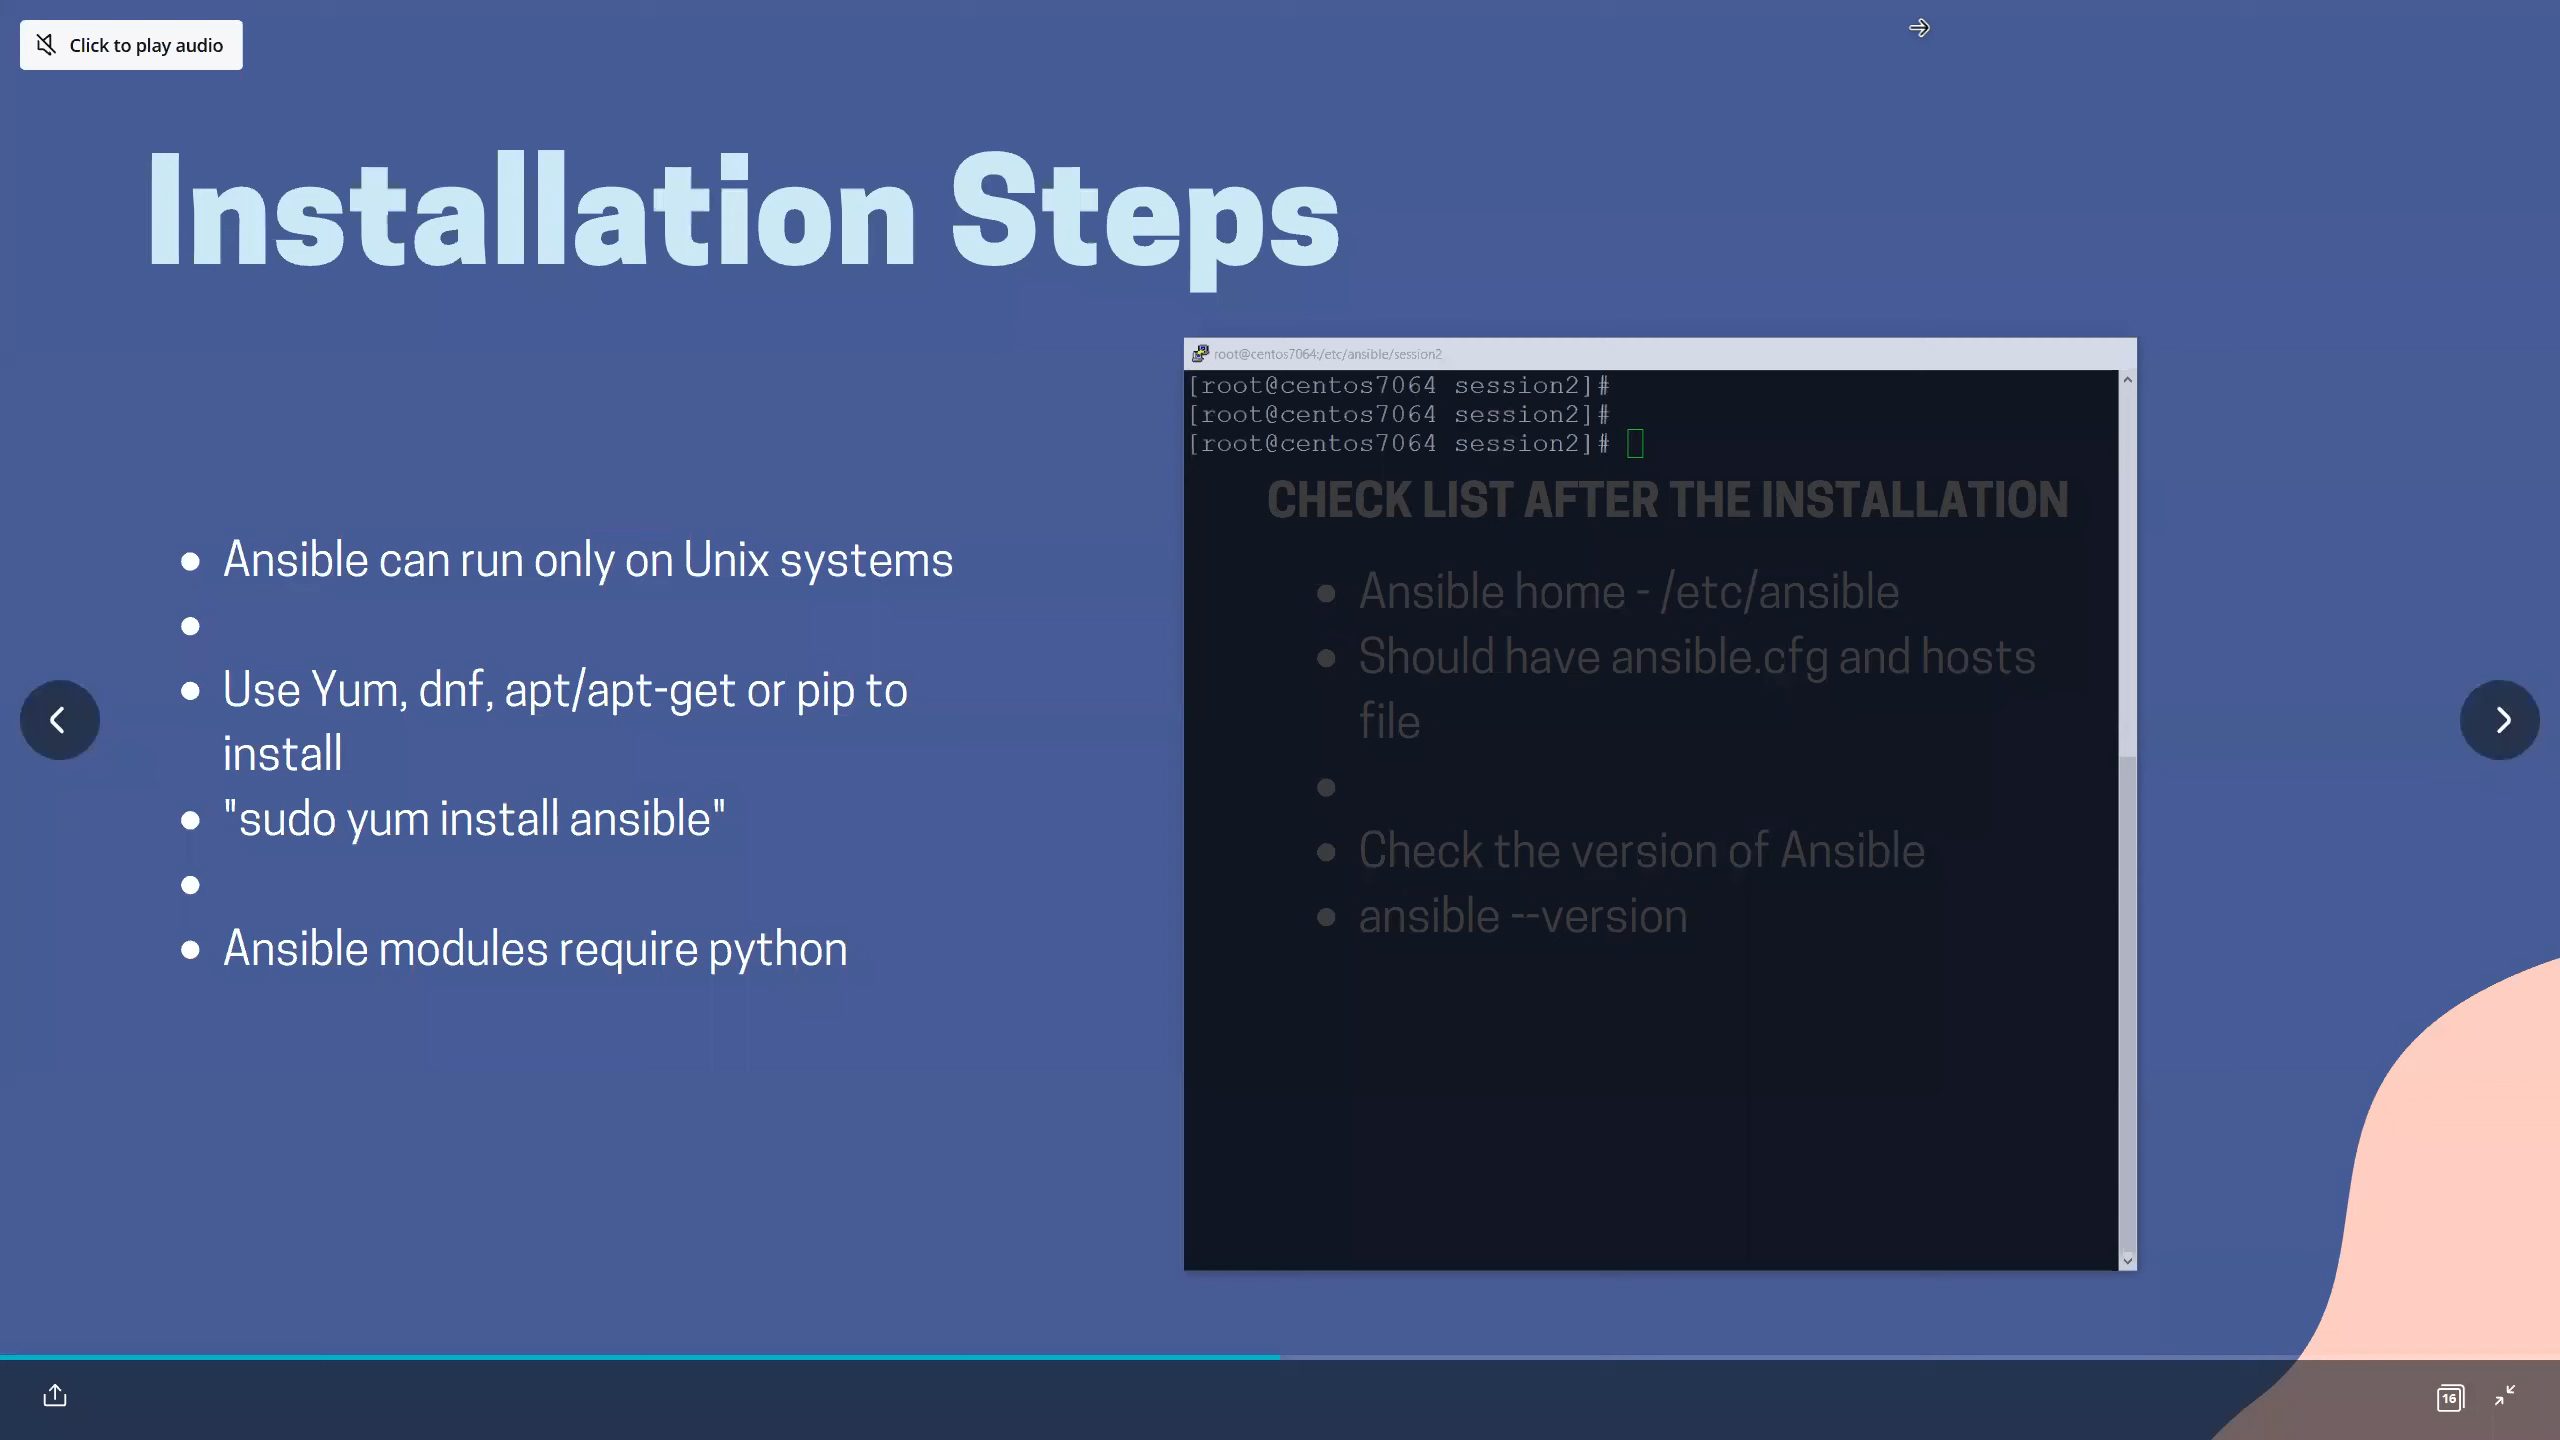 Click to play audio
Installation Steps
Ansible can run only on Unix systems
Use Yum, dnf, apt/apt-get or pip to
install
"sudo yum install ansible"
Ansible modules require python
root@centos7064:/etc/ansible/session2
[root@centos7064 session2]#
[root@centos7064 session2]#
[root@centos7064 session2]#
CHECK LIST AFTER THE INSTALLATION
Ansible home - /etc/ansible
Should have ansible.cfg and hosts
file
Check the version of Ansible
ansible --version
16